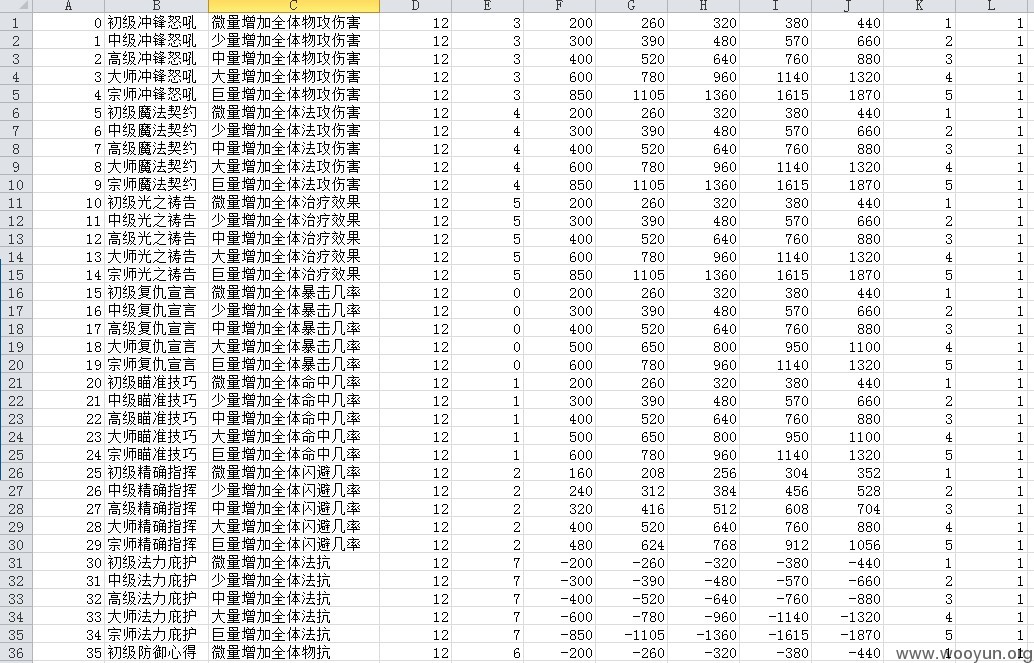 A B C D E F G H I J K L
1 0 初级冲锋怒吼 微量增加全体物攻伤害 12 3 200 260 320 380 440 1 1
2 1 中级冲锋怒吼 少量增加全体物攻伤害 12 3 300 390 480 570 660 2 1
3 2 高级冲锋怒吼 中量增加全体物攻伤害 12 3 400 520 640 760 880 3 1
4 3 大师冲锋怒吼 大量增加全体物攻伤害 12 3 600 780 960 1140 1320 4 1
5 4 宗师冲锋怒吼 巨量增加全体物攻伤害 12 3 850 1105 1360 1615 1870 5 1
6 5 初级魔法契约 微量增加全体法攻伤害 12 4 200 260 320 380 440 1 1
7 6 中级魔法契约 少量增加全体法攻伤害 12 4 300 390 480 570 660 2 1
8 7 高级魔法契约 中量增加全体法攻伤害 12 4 400 520 640 760 880 3 1
9 8 大师魔法契约 大量增加全体法攻伤害 12 4 600 780 960 1140 1320 4 1
10 9 宗师魔法契约 巨量增加全体法攻伤害 12 4 850 1105 1360 1615 1870 5 1
11 10 初级光之祷告 微量增加全体治疗效果 12 5 200 260 320 380 440 1 1
12 11 中级光之祷告 少量增加全体治疗效果 12 5 300 390 480 570 660 2 1
13 12 高级光之祷告 中量增加全体治疗效果 12 5 400 520 640 760 880 3 1
14 13 大师光之祷告 大量增加全体治疗效果 12 5 600 780 960 1140 1320 4 1
15 14 宗师光之祷告 巨量增加全体治疗效果 12 5 850 1105 1360 1615 1870 5 1
16 15 初级复仇宣言 微量增加全体暴击几率 12 0 200 260 320 380 440 1 1
17 16 中级复仇宣言 少量增加全体暴击几率 12 0 300 390 480 570 660 2 1
18 17 高级复仇宣言 中量增加全体暴击几率 12 0 400 520 640 760 880 3 1
19 18 大师复仇宣言 大量增加全体暴击几率 12 0 500 650 800 950 1100 4 1
20 19 宗师复仇宣言 巨量增加全体暴击几率 12 0 600 780 960 1140 1320 5 1
21 20 初级瞄准技巧 微量增加全体命中几率 12 1 200 260 320 380 440 1 1
22 21 中级瞄准技巧 少量增加全体命中几率 12 1 300 390 480 570 660 2 1
23 22 高级瞄准技巧 中量增加全体命中几率 12 1 400 520 640 760 880 3 1
24 23 大师瞄准技巧 大量增加全体命中几率 12 1 500 650 800 950 1100 4 1
25 24 宗师瞄准技巧 巨量增加全体命中几率 12 1 600 780 960 1140 1320 5 1
26 25 初级精确指挥 微量增加全体闪避几率 12 2 160 208 256 304 352 1 1
27 26 中级精确指挥 少量增加全体闪避几率 12 2 240 312 384 456 528 2 1
28 27 高级精确指挥 中量增加全体闪避几率 12 2 320 416 512 608 704 3 1
29 28 大师精确指挥 大量增加全体闪避几率 12 2 400 520 640 760 880 4 1
30 29 宗师精确指挥 巨量增加全体闪避几率 12 2 480 624 768 912 1056 5 1
31 30 初级法力庇护 微量增加全体法抗 12 7 -200 -260 -320 -380 -440 1 1
32 31 中级法力庇护 少量增加全体法抗 12 7 -300 -390 -480 -570 -660 2 1
33 32 高级法力庇护 中量增加全体法抗 12 7 -400 -520 -640 -760 -880 3 1
34 33 大师法力庇护 大量增加全体法抗 12 7 -600 -780 -960 -1140 -1320 4 1
35 34 宗师法力庇护 巨量增加全体法抗 12 7 -850 -1105 -1360 -1615 -1870 5 1
36 35 初级防御心得 微量增加全体物抗 12 6 -200 -260 -320 -380 -440 1 1
www.wooyun.org